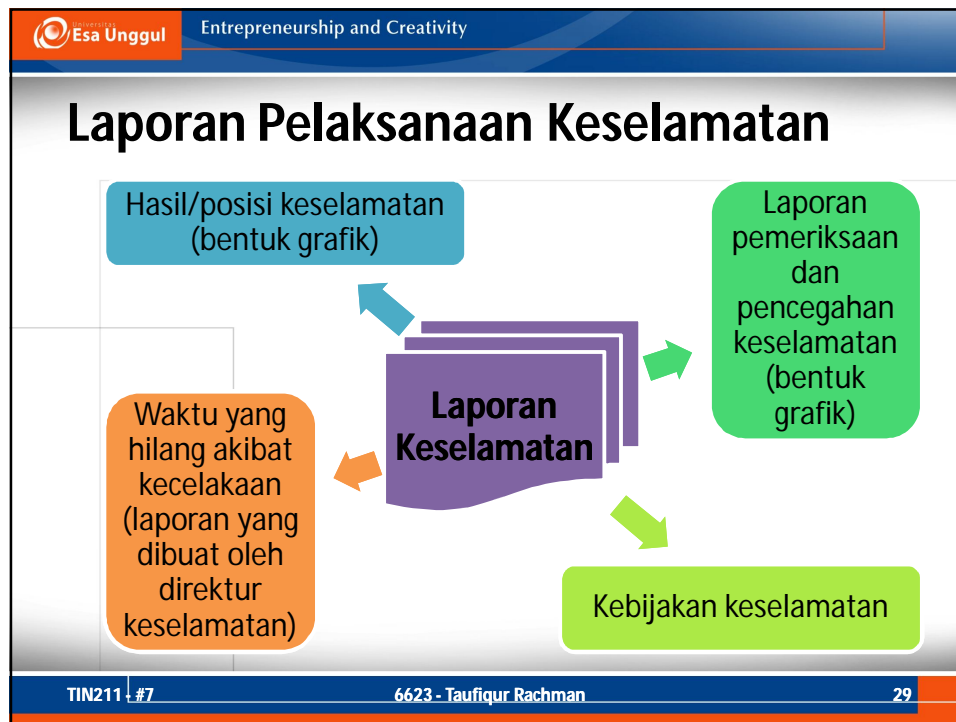 Universitas
Esa Unggul
Entrepreneurship and Creativity
Laporan Pelaksanaan Keselamatan
Hasil/posisi keselamatan
(bentuk grafik)
Laporan
pemeriksaan
dan
pencegahan
keselamatan
(bentuk
grafik)
Laporan
Keselamatan
Waktu yang
hilang akibat
kecelakaan
(laporan yang
dibuat oleh
direktur
keselamatan)
Kebijakan keselamatan
TIN211 - #7
6623 - Taufiqur Rachman
29